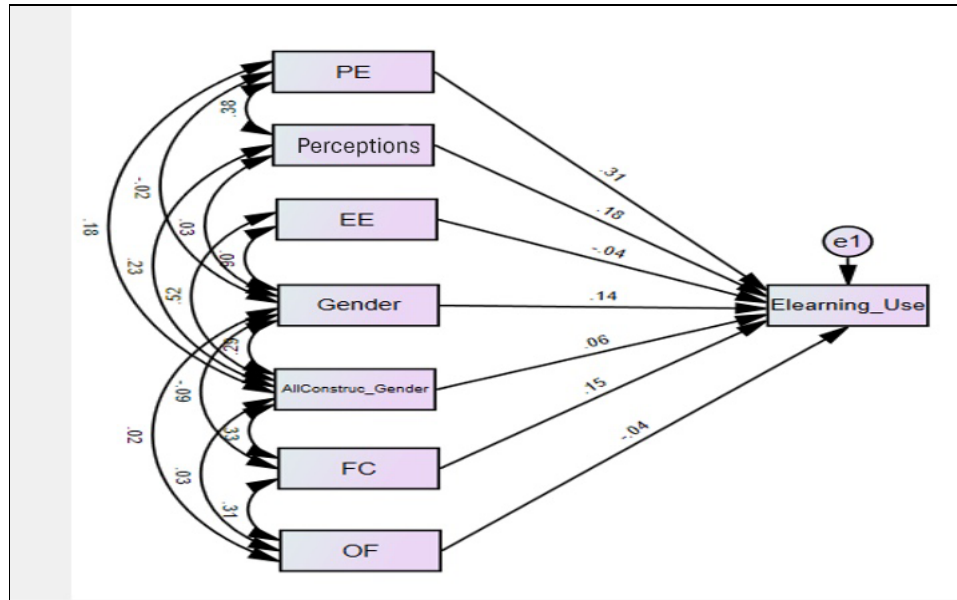 PE
.38
.31
Perceptions
.18
-.02
.03
EE
-.04
.18
.23
.06
.52
e1
Gender
.14
Elearning_Use
.29
.06
AllConstruc_Gender
-.09
.33
.15
.02
FC
-.04
.03
.31
OF